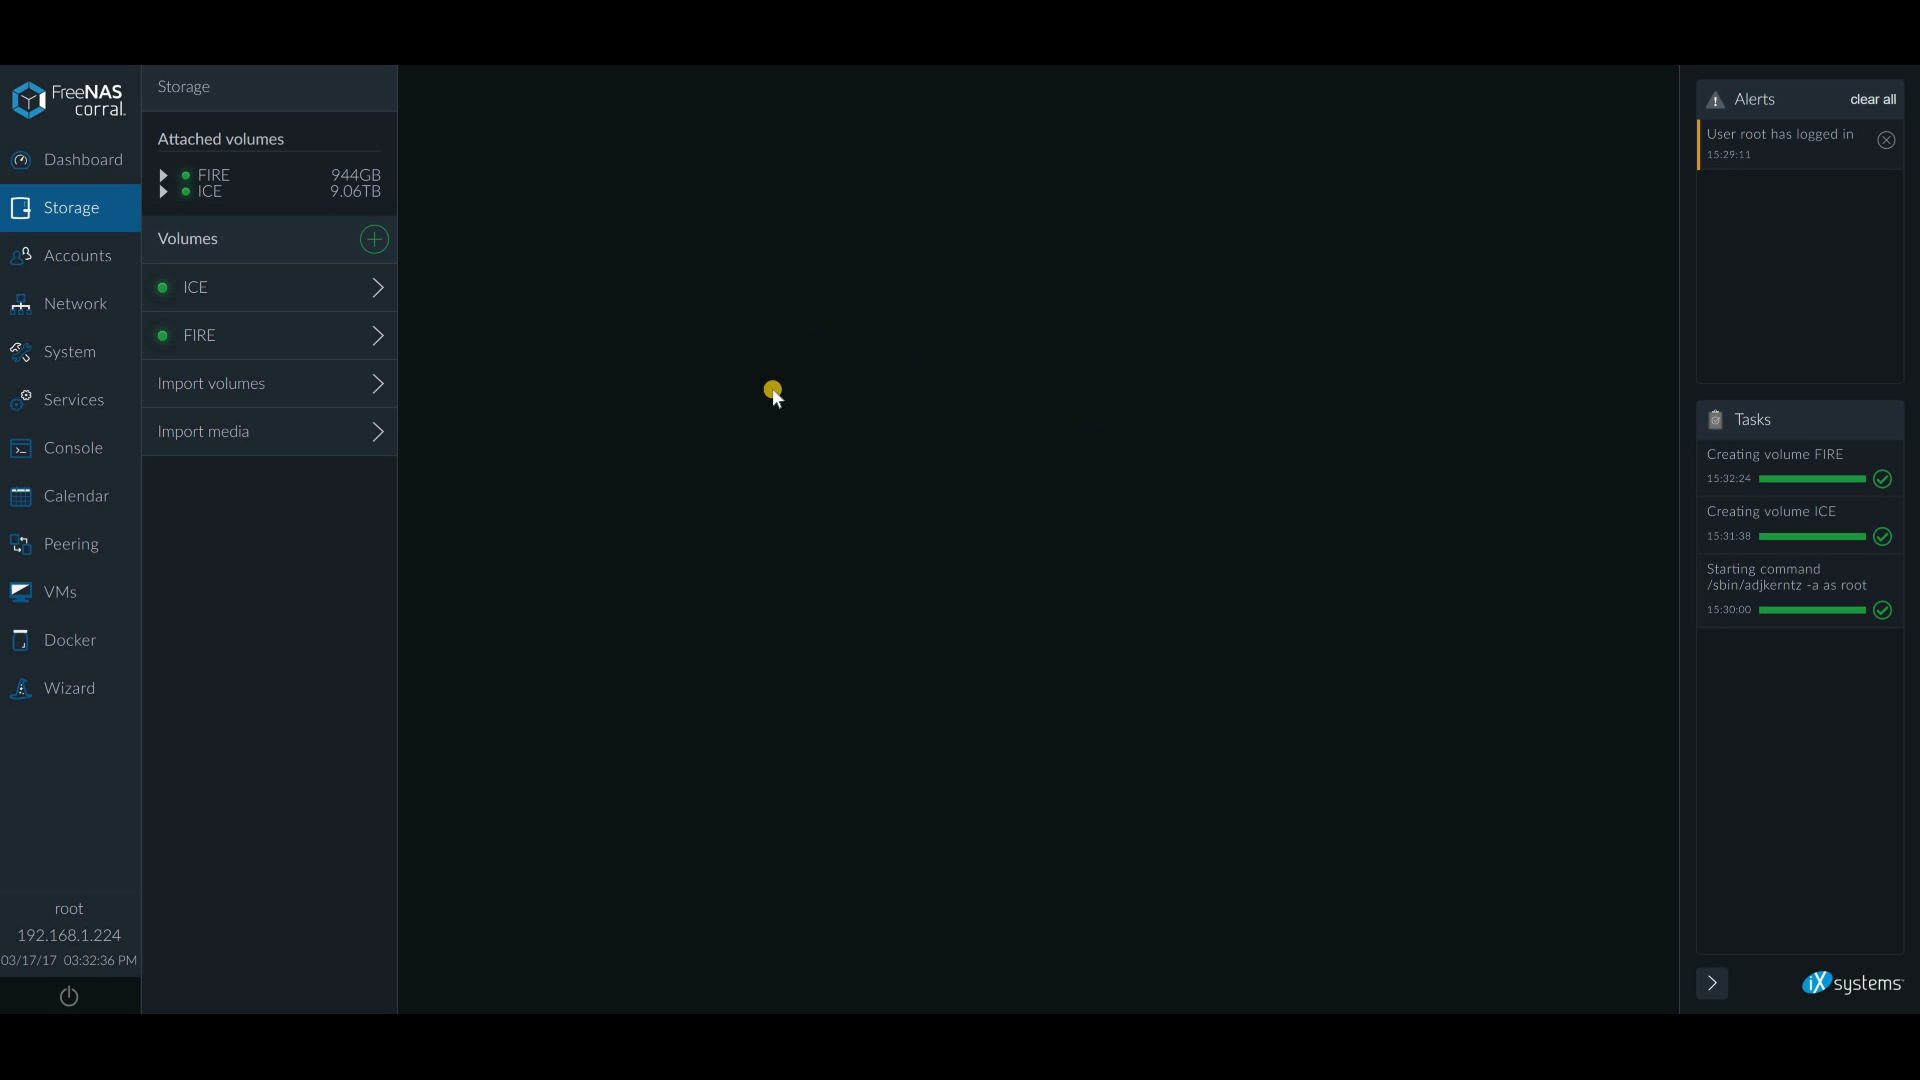 FreeNAS
corral.
Dashboard
Storage
Accounts
Network
System
Services
Console
Calendar
Peering
VMs
Docker
Wizard
root
192.168.1.224
03/17/17 03:32:36 PM
Storage
Attached volumes
FIRE 944GB
ICE 9.06TB
Volumes
ICE
FIRE
Import volumes
Import media
Alerts clear all
User root has logged in
15:29:11
Tasks
Creating volume FIRE
15:32:24
Creating volume ICE
15:31:38
Starting command
/sbin/adjkerntz -a as root
15:30:00
iXsystems